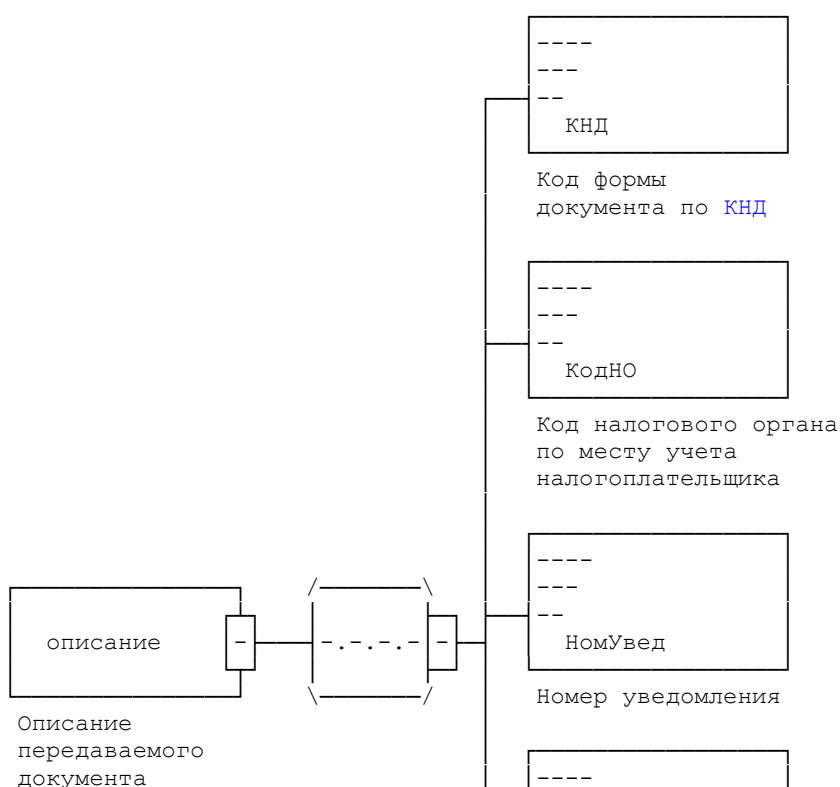 ----
---
--
КНД
Код формы
документа по КНД
----
---
--
КодНО
Код налогового органа
по месту учета
налогоплательщика
----
---
--
НомУвед
Номер уведомления
описание
-
-.-.-.-
-
Описание
передаваемого
документа
----